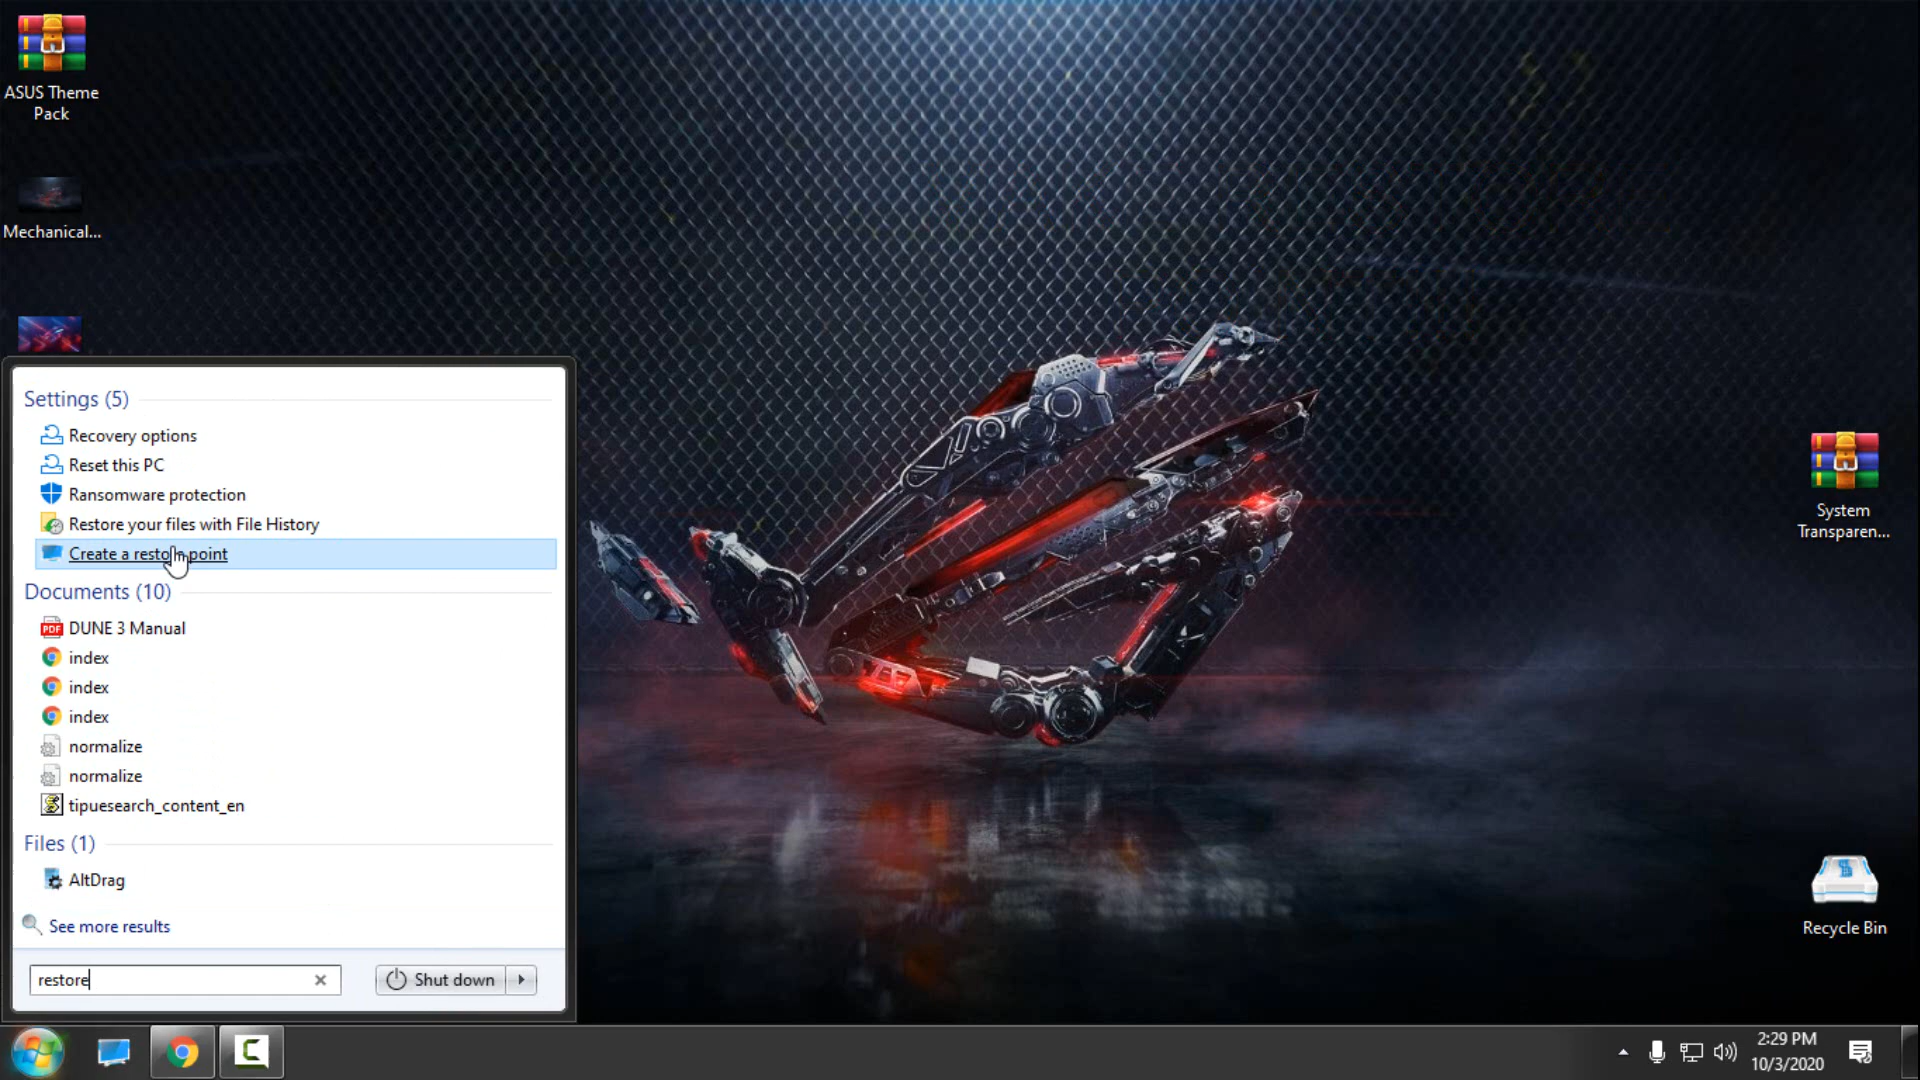 ASUS Theme
Pack
Mechanical...
Settings (5)
Recovery options
Reset this PC
Ransomware protection
Restore your files with File History
Create a restore point
Documents (10)
DUNE 3 Manual
index
index
index
normalize
normalize
tipuesearch_content_en
Files (1)
AltDrag
See more results
restore
Shut down
System
Transparen...
Recycle Bin
2:29 PM
10/3/2020